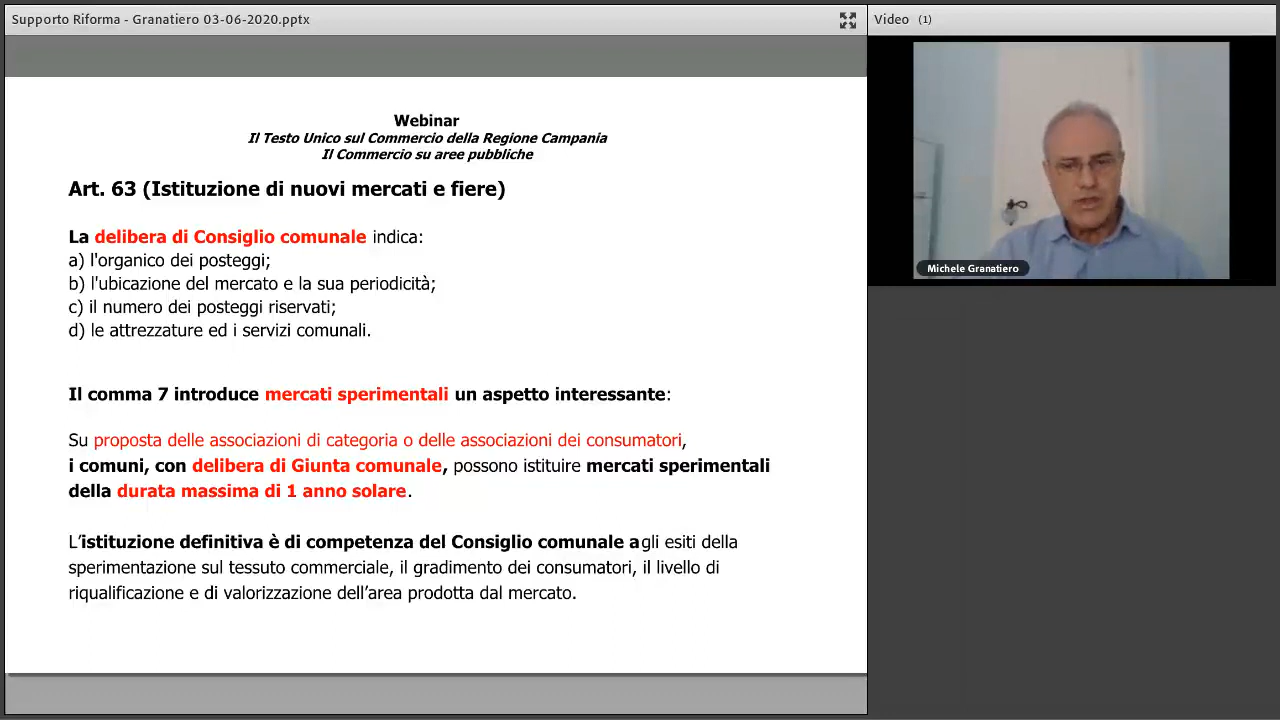 Supporto Riforma - Granatiero 03-06-2020.pptx
Video (1)
Webinar
Il Testo Unico sul Commercio della Regione Campania
Il Commercio su aree pubbliche
Art. 63 (Istituzione di nuovi mercati e fiere)
La delibera di Consiglio comunale indica:
a) l'organico dei posteggi;
b) l'ubicazione del mercato e la sua periodicità;
c) il numero dei posteggi riservati;
d) le attrezzature ed i servizi comunali.
Il comma 7 introduce mercati sperimentali un aspetto interessante:
Su proposta delle associazioni di categoria o delle associazioni dei consumatori,
i comuni, con delibera di Giunta comunale, possono istituire mercati sperimentali
della durata massima di 1 anno solare.
L’istituzione definitiva è di competenza del Consiglio comunale agli esiti della
sperimentazione sul tessuto commerciale, il gradimento dei consumatori, il livello di
riqualificazione e di valorizzazione dell’area prodotta dal mercato.
Michele Granatiero